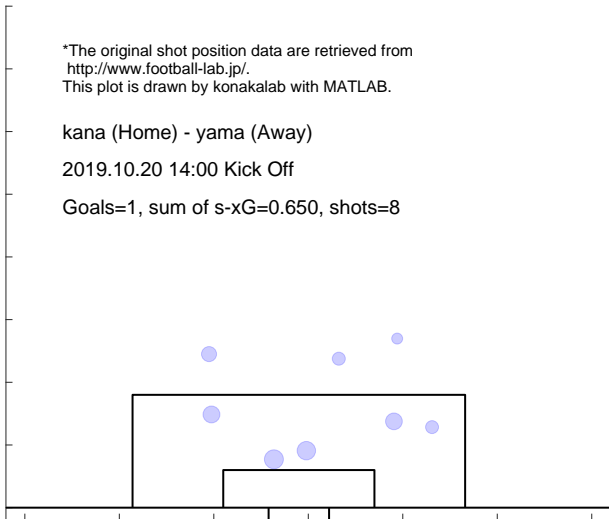 *The original shot position data are retrieved from
http://www.football-lab.jp/.
This plot is drawn by konakalab with MATLAB.
kana (Home) - yama (Away)
2019.10.20 14:00 Kick Off
Goals=1, sum of s-xG=0.650, shots=8